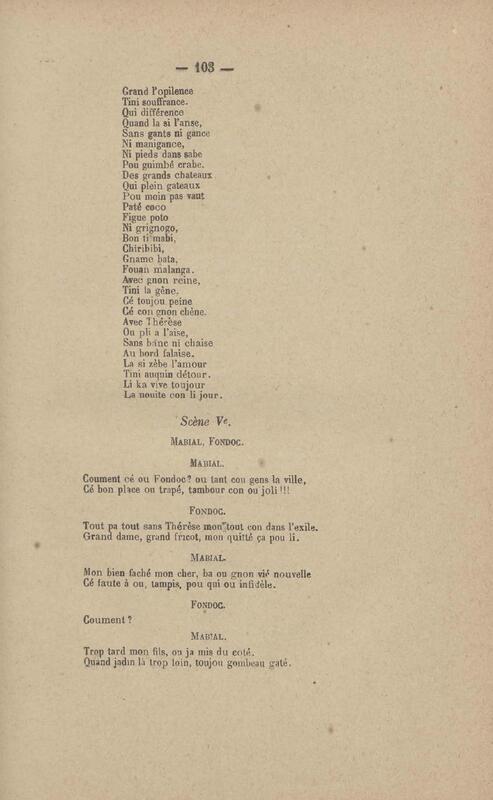 — 103 —
Grand l'opilence
Tini souffrance.
Qui différence
Quand la si l'anse,
Sans gants ni gance
Ni manigance,
Ni pieds dans sabe
Pou guimbé crabe.
Des grands chateaux
Qui plein gateaux
Pou moin pas vaut
Paté coco
Figue poto
Ni grignogo,
Bon ti mabi,
Chiribibi,
Gname bata,
Fouan malanga.
Avec gnon reine,
Tini la gêne.
Cé toujou peine
Cé con gnon chêne.
Avec Thérèse
Ou pli a l'aise,
Sans banc ni chaise
Au bord falaise.
La si zèbe l'amour
Tini auquin détour.
Li ka vive toujour
La nouite con li jour.
Scène Ve.
MABIAL, FONDOC.
MABIAL.
Coument cé ou Fondoc? ou tant cou gens la ville,
Cé bon place ou trapé, tambour con ou joli!!!
FONDOC.
Tout pa tout sans Thérèse mon tout con dans l'exile.
Grand dame, grand fricot, mon quitté ça pou li.
MABIAL.
Mon bien faché mon cher, ba ou gnon vié nouvelle
Cé faute à ou, tampis, pou qui ou infidèle.
FONDOC.
Coument?
MABIAL.
Trop tard mon fils, ou ja mis du coté.
Quand jadin là trop loin, toujou gombeau gaté.